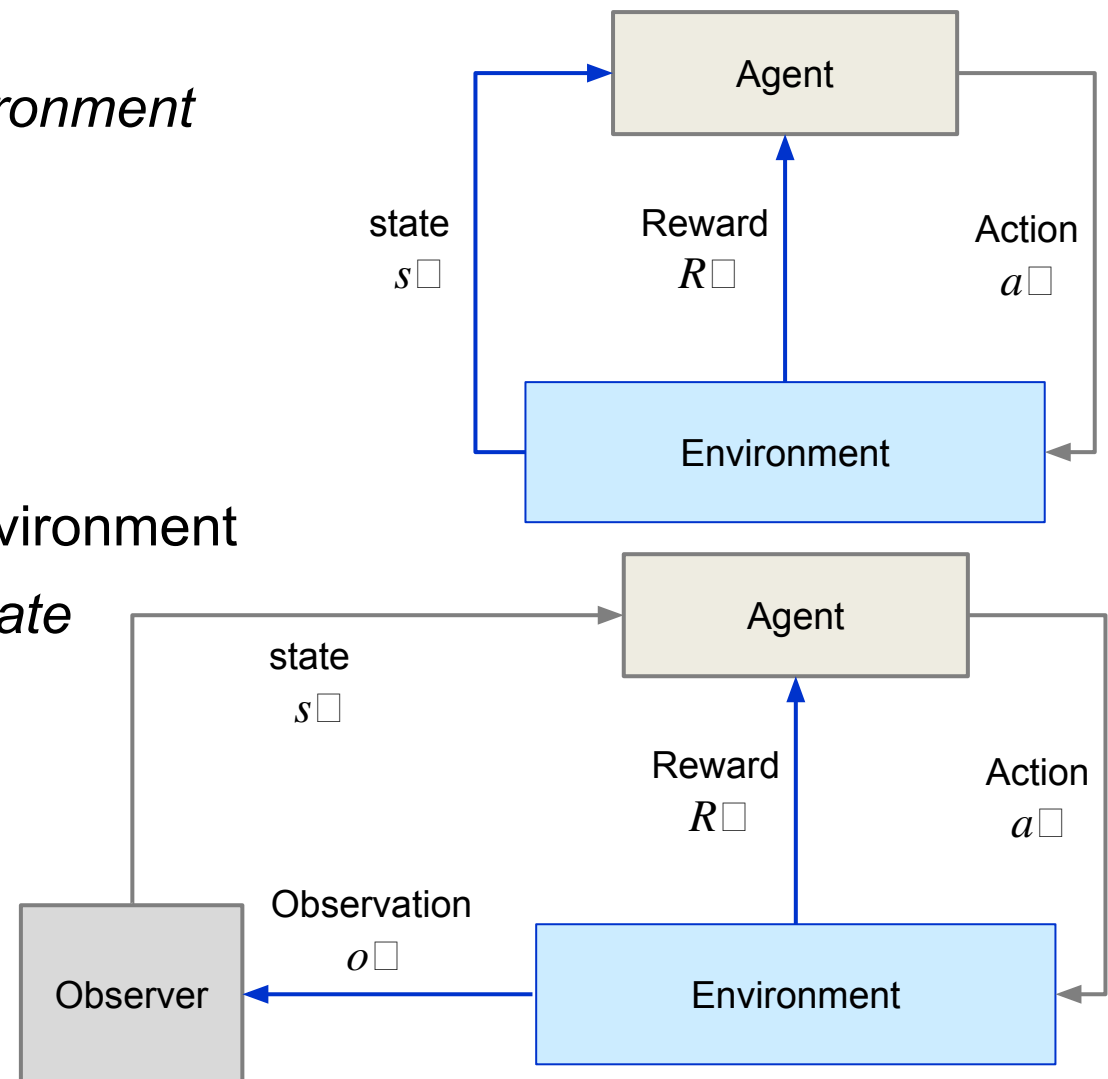 Agent
ronment
state
Reward
Action
s□
R□
a□
Environment
vironment
Agent
ate
state
s□
Reward
Action
R□
a□
Observation
o□
Observer
Environment